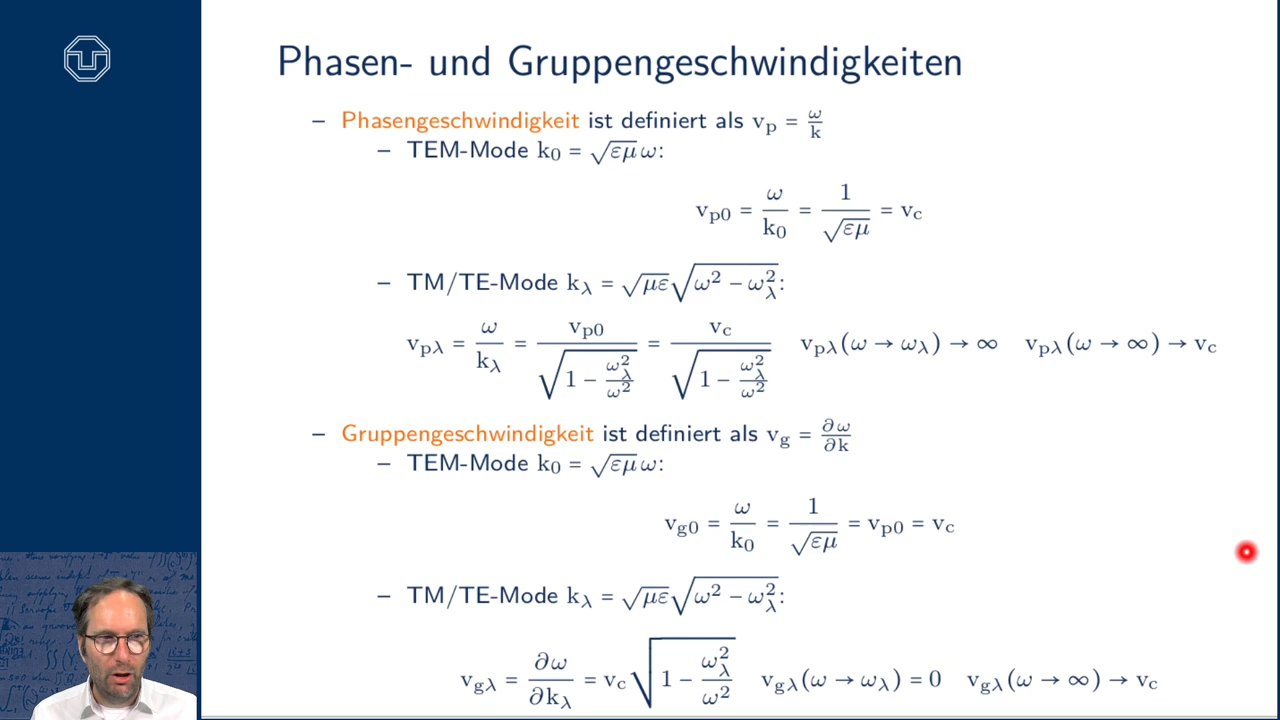 Phasen- und Gruppengeschwindigkeiten
– Phasengeschwindigkeit ist definiert als v_p = ω/k
– TEM-Mode k_0 = √(εμ) ω:
v_p0 = ω/k_0 = 1/√(εμ) = v_c
– TM/TE-Mode k_λ = √(με) √(ω² – ω_λ²):
v_pλ = ω/k_λ = v_p0/√(1 – ω_λ²/ω²) = v_c/√(1 – ω_λ²/ω²) v_pλ(ω → ω_λ) → ∞ v_pλ(ω → ∞) → v_c
– Gruppengeschwindigkeit ist definiert als v_g = ∂ω/∂k
– TEM-Mode k_0 = √(εμ) ω:
v_g0 = ω/k_0 = 1/√(εμ) = v_p0 = v_c
– TM/TE-Mode k_λ = √(με) √(ω² – ω_λ²):
v_gλ = ∂ω/∂k_λ = v_c √(1 – ω_λ²/ω²) v_gλ(ω → ω_λ) = 0 v_gλ(ω → ∞) → v_c